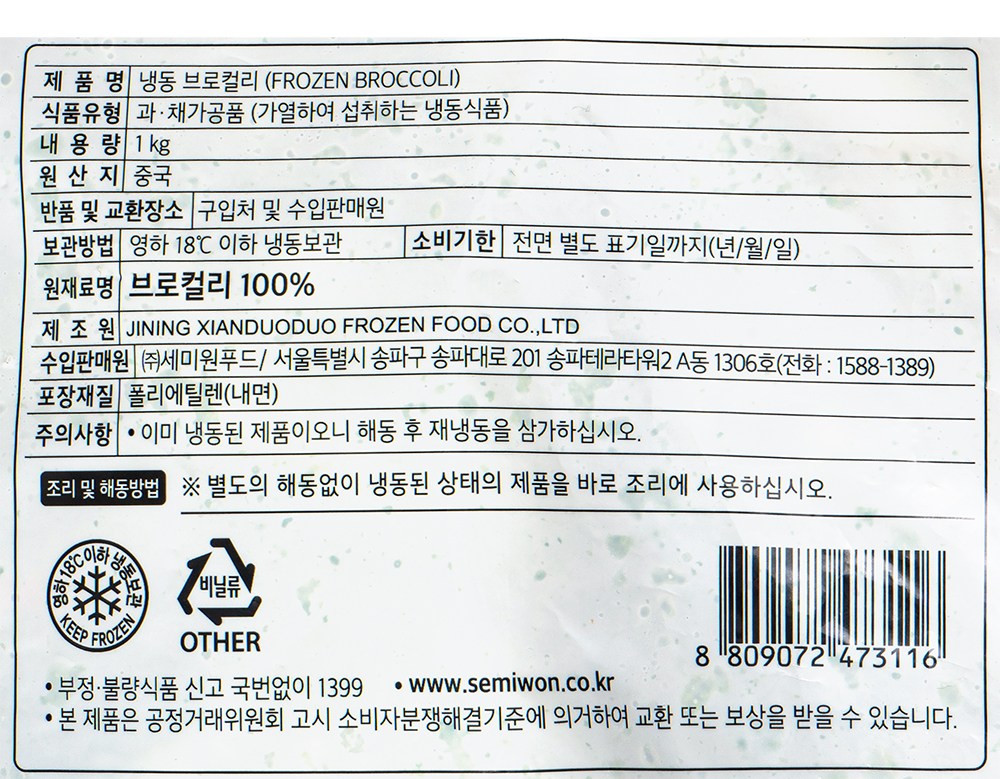 제 품 명 냉동 브로컬리 (FROZEN BROCCOLI)
식품유형 과·채가공품 (가열하여 섭취하는 냉동식품)
내 용 량 1 kg
원 산 지 중국
반품 및 교환장소 구입처 및 수입판매원
보관방법 영하 18℃ 이하 냉동보관 소비기한 전면 별도 표기일까지(년/월/일)
원재료명 브로컬리 100%
제 조 원 JINING XIANDUODUO FROZEN FOOD CO.,LTD
수입판매원 ㈜세미원푸드/ 서울특별시 송파구 송파대로 201 송파테라타워2 A동 1306호(전화 : 1588-1389)
포장재질 폴리에틸렌(내면)
주의사항 • 이미 냉동된 제품이오니 해동 후 재냉동을 삼가하십시오.
조리 및 해동방법 ※ 별도의 해동없이 냉동된 상태의 제품을 바로 조리에 사용하십시오.
영하 18℃이하 냉동보관
KEEP FROZEN
비닐류
OTHER
8 809072 473116
• 부정·불량식품 신고 국번없이 1399 • www.semiwon.co.kr
• 본 제품은 공정거래위원회 고시 소비자분쟁해결기준에 의거하여 교환 또는 보상을 받을 수 있습니다.